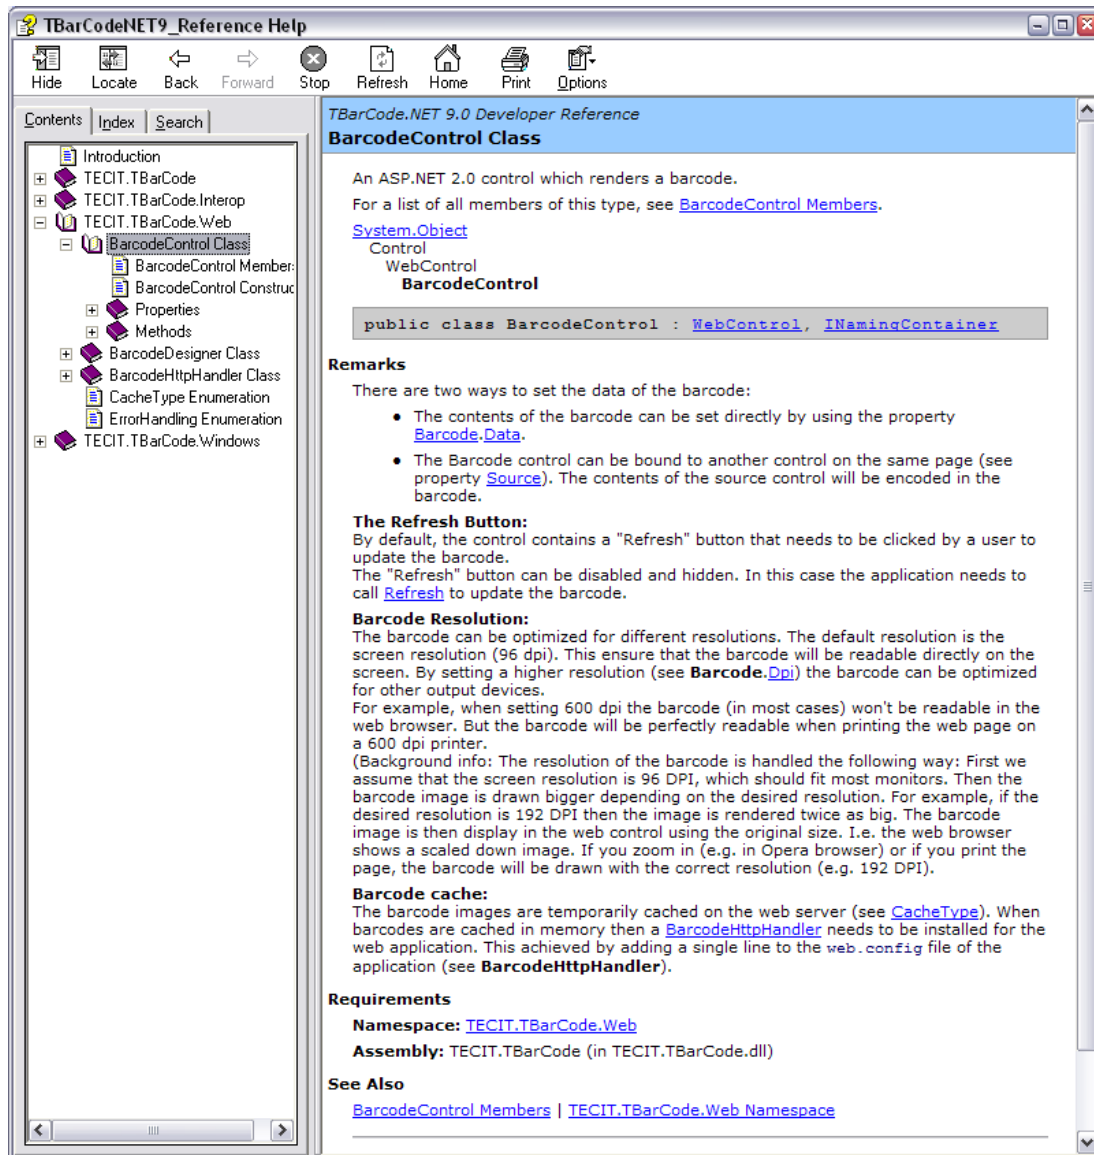 TBarCodeNET9_Reference Help
Hide Locate Back Forward Stop Refresh Home Print Options
Contents Index Search
Introduction
TECIT.TBarCode
TECIT.TBarCode.Interop
TECIT.TBarCode.Web
BarcodeControl Class
BarcodeControl Member
BarcodeControl Construc
Properties
Methods
BarcodeDesigner Class
BarcodeHttpHandler Class
CacheType Enumeration
ErrorHandling Enumeration
TECIT.TBarCode.Windows
TBarCode.NET 9.0 Developer Reference
BarcodeControl Class
An ASP.NET 2.0 control which renders a barcode.
For a list of all members of this type, see BarcodeControl Members.
System.Object
Control
WebControl
BarcodeControl
public class BarcodeControl : WebControl, INamingContainer
Remarks
There are two ways to set the data of the barcode:
• The contents of the barcode can be set directly by using the property
Barcode.Data.
• The Barcode control can be bound to another control on the same page (see
property Source). The contents of the source control will be encoded in the
barcode.
The Refresh Button:
By default, the control contains a "Refresh" button that needs to be clicked by a user to
update the barcode.
The "Refresh" button can be disabled and hidden. In this case the application needs to
call Refresh to update the barcode.
Barcode Resolution:
The barcode can be optimized for different resolutions. The default resolution is the
screen resolution (96 dpi). This ensure that the barcode will be readable directly on the
screen. By setting a higher resolution (see Barcode.Dpi) the barcode can be optimized
for other output devices.
For example, when setting 600 dpi the barcode (in most cases) won't be readable in the
web browser. But the barcode will be perfectly readable when printing the web page on
a 600 dpi printer.
(Background info: The resolution of the barcode is handled the following way: First we
assume that the screen resolution is 96 DPI, which should fit most monitors. Then the
barcode image is drawn bigger depending on the desired resolution. For example, if the
desired resolution is 192 DPI then the image is rendered twice as big. The barcode
image is then display in the web control using the original size. I.e. the web browser
shows a scaled down image. If you zoom in (e.g. in Opera browser) or if you print the
page, the barcode will be drawn with the correct resolution (e.g. 192 DPI).
Barcode cache:
The barcode images are temporarily cached on the web server (see CacheType). When
barcodes are cached in memory then a BarcodeHttpHandler needs to be installed for the
web application. This achieved by adding a single line to the web.config file of the
application (see BarcodeHttpHandler).
Requirements
Namespace: TECIT.TBarCode.Web
Assembly: TECIT.TBarCode (in TECIT.TBarCode.dll)
See Also
BarcodeControl Members | TECIT.TBarCode.Web Namespace